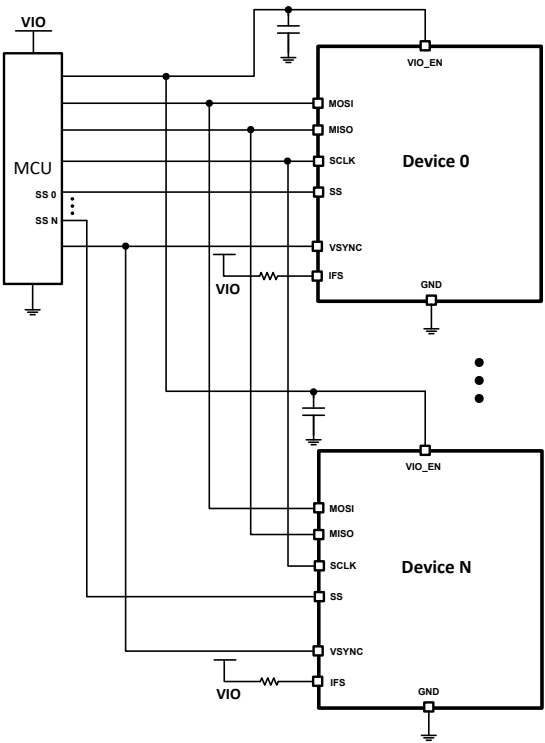 VIO
MCU
SS 0
SS N
VIO_EN
MOSI
MISO
SCLK
SS
VSYNC
IFS
Device 0
GND
VIO
VIO_EN
MOSI
MISO
SCLK
SS
VSYNC
IFS
Device N
GND
VIO